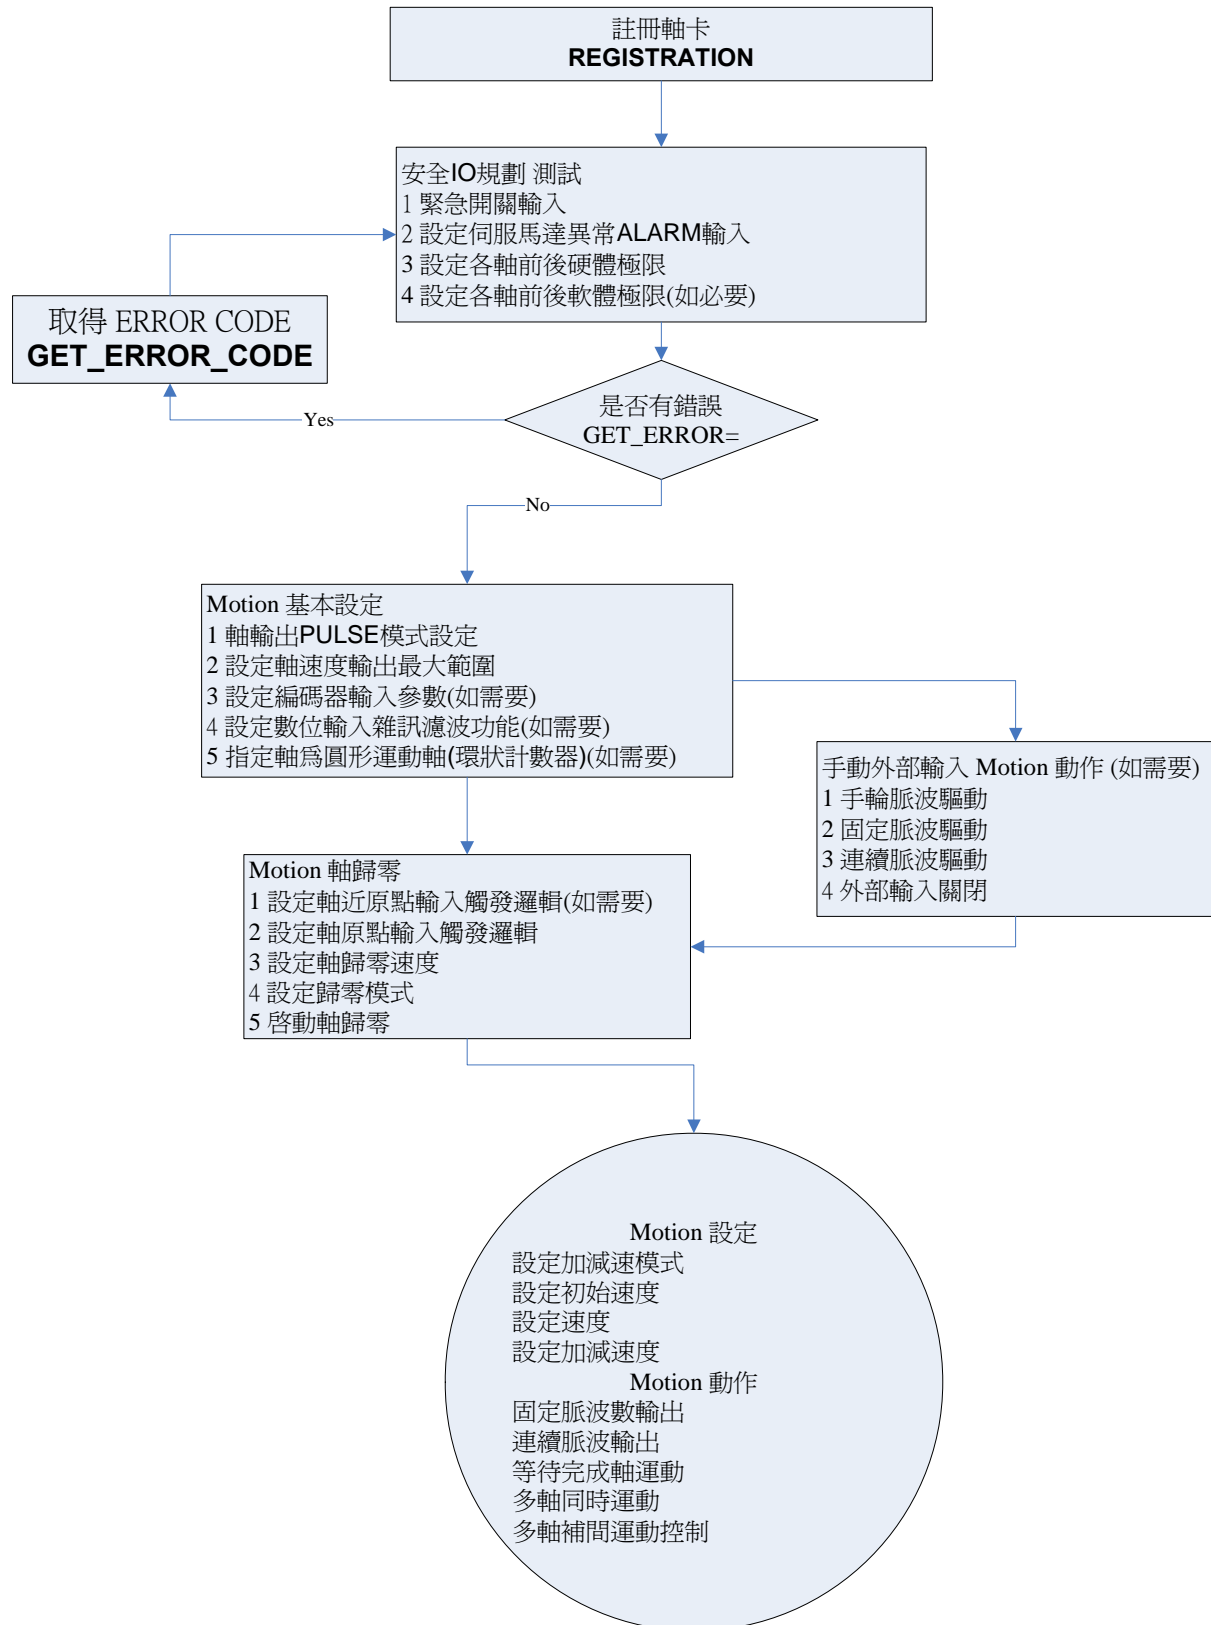 註冊軸卡
REGISTRATION
安全IO規劃 測試
1 緊急開關輸入
2 設定伺服馬達異常ALARM輸入
3 設定各軸前後硬體極限
4 設定各軸前後軟體極限(如必要)
取得 ERROR CODE
GET_ERROR_CODE
是否有錯誤
GET_ERROR=
Yes
No
Motion 基本設定
1 軸輸出PULSE模式設定
2 設定軸速度輸出最大範圍
3 設定編碼器輸入參數(如需要)
4 設定數位輸入雜訊濾波功能(如需要)
5 指定軸爲圓形運動軸(環狀計數器)(如需要)
手動外部輸入 Motion 動作 (如需要)
1 手輪脈波驅動
2 固定脈波驅動
3 連續脈波驅動
4 外部輸入關閉
Motion 軸歸零
1 設定軸近原點輸入觸發邏輯(如需要)
2 設定軸原點輸入觸發邏輯
3 設定軸歸零速度
4 設定歸零模式
5 啓動軸歸零
Motion 設定
設定加減速模式
設定初始速度
設定速度
設定加減速度
Motion 動作
固定脈波數輸出
連續脈波輸出
等待完成軸運動
多軸同時運動
多軸補間運動控制